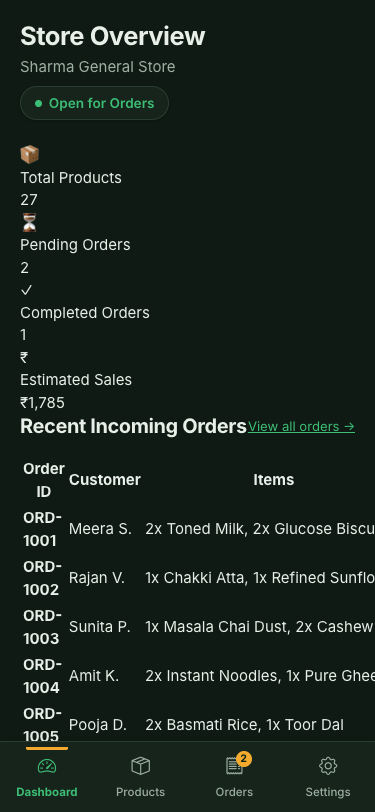 Store Overview
Sharma General Store
Open for Orders
Total Products
27
Pending Orders
2
✓
Completed Orders
1
₹
Estimated Sales
₹1,785
Recent Incoming Orders View all orders →
Order ID Customer Items
ORD-1001 Meera S. 2x Toned Milk, 2x Glucose Biscu
ORD-1002 Rajan V. 1x Chakki Atta, 1x Refined Sunflo
ORD-1003 Sunita P. 1x Masala Chai Dust, 2x Cashew
ORD-1004 Amit K. 2x Instant Noodles, 1x Pure Ghee
ORD-1005 Pooja D. 2x Basmati Rice, 1x Toor Dal
2
Dashboard Products Orders Settings